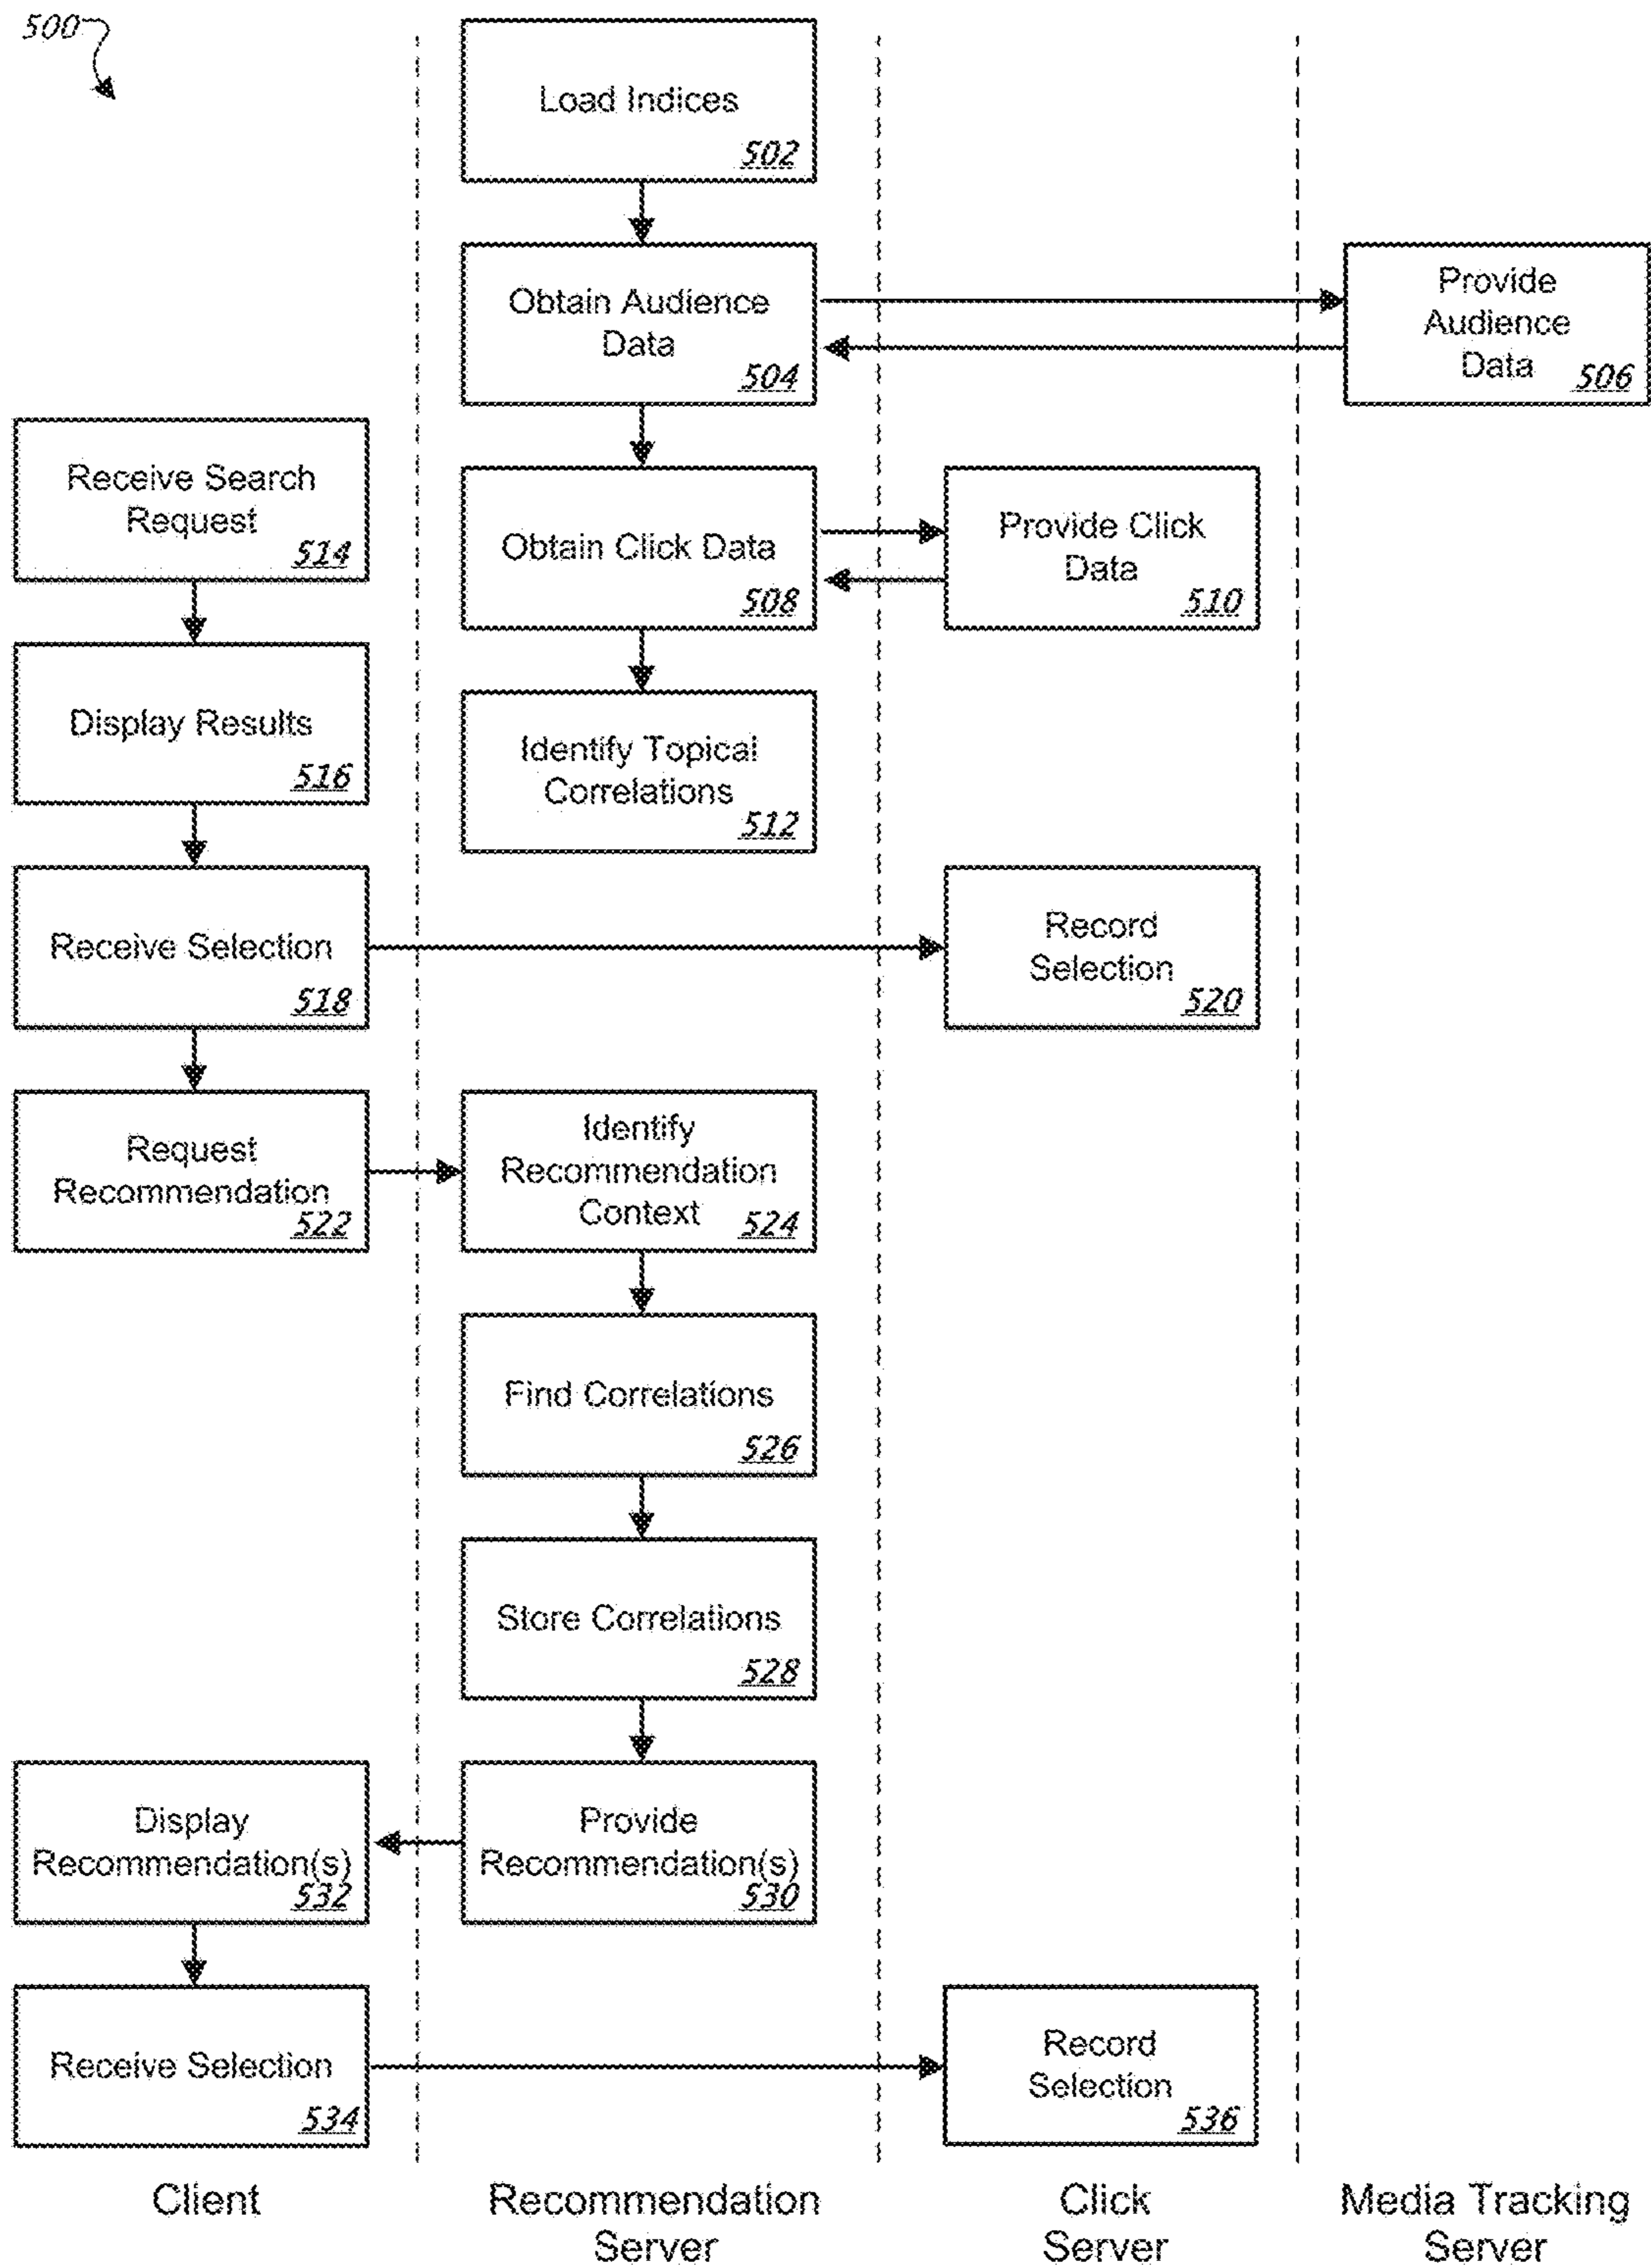 500
Load Indices
502
Obtain Audience
Data
504
Provide
Audience
Data 506
Receive Search
Request
514
Obtain Click Data
508
Provide Click
Data
510
Display Results
516
Identify Topical
Correlations
512
Receive Selection
518
Record
Selection
520
Request
Recommendation
522
Identify
Recommendation
Context 524
Find Correlations
526
Store Correlations
528
Display
Recommendation(s)
532
Provide
Recommendation(s)
530
Receive Selection
534
Record
Selection
536
Client
Recommendation
Server
Click
Server
Media Tracking
Server